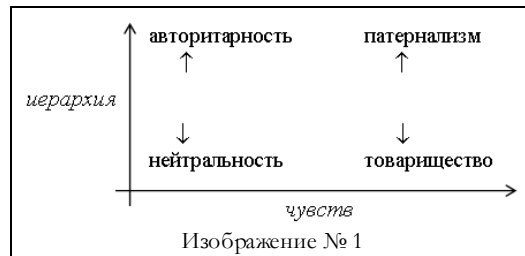 авторитарность патернализм
иерархия
нейтральность товарищество
чувств
Изображение № 1